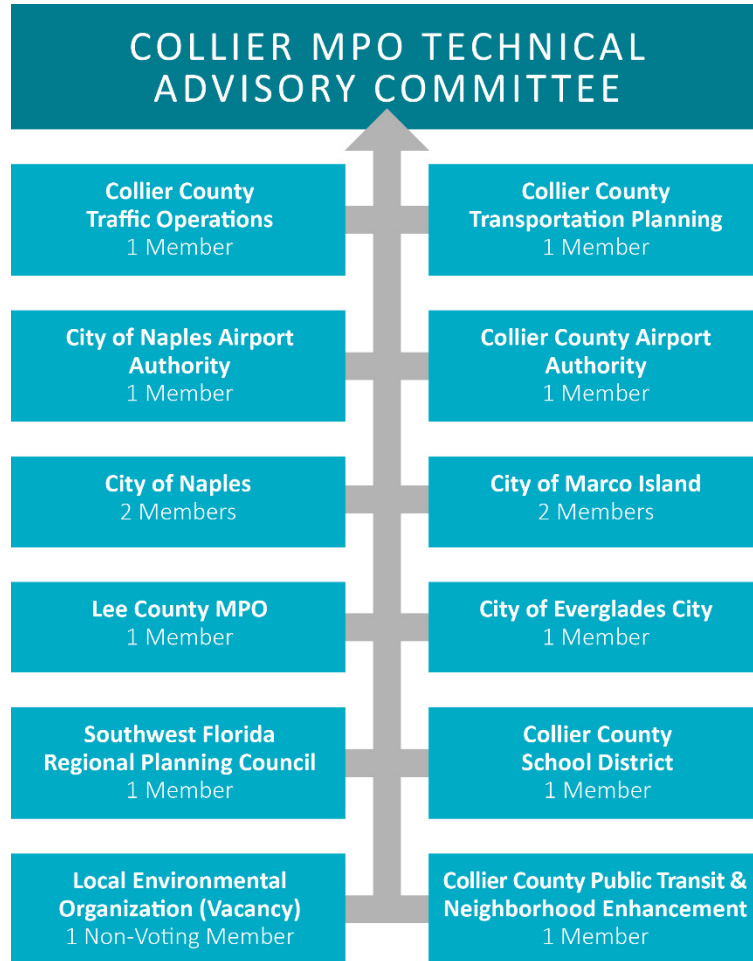 COLLIER MPO TECHNICAL
ADVISORY COMMITTEE
Collier County
Traffic Operations
1 Member
Collier County
Transportation Planning
1 Member
City of Naples Airport
Authority
1 Member
Collier County Airport
Authority
1 Member
City of Naples
2 Members
City of Marco Island
2 Members
Lee County MPO
1 Member
City of Everglades City
1 Member
Southwest Florida
Regional Planning Council
1 Member
Collier County
School District
1 Member
Local Environmental
Organization (Vacancy)
1 Non-Voting Member
Collier County Public Transit &
Neighborhood Enhancement
1 Member